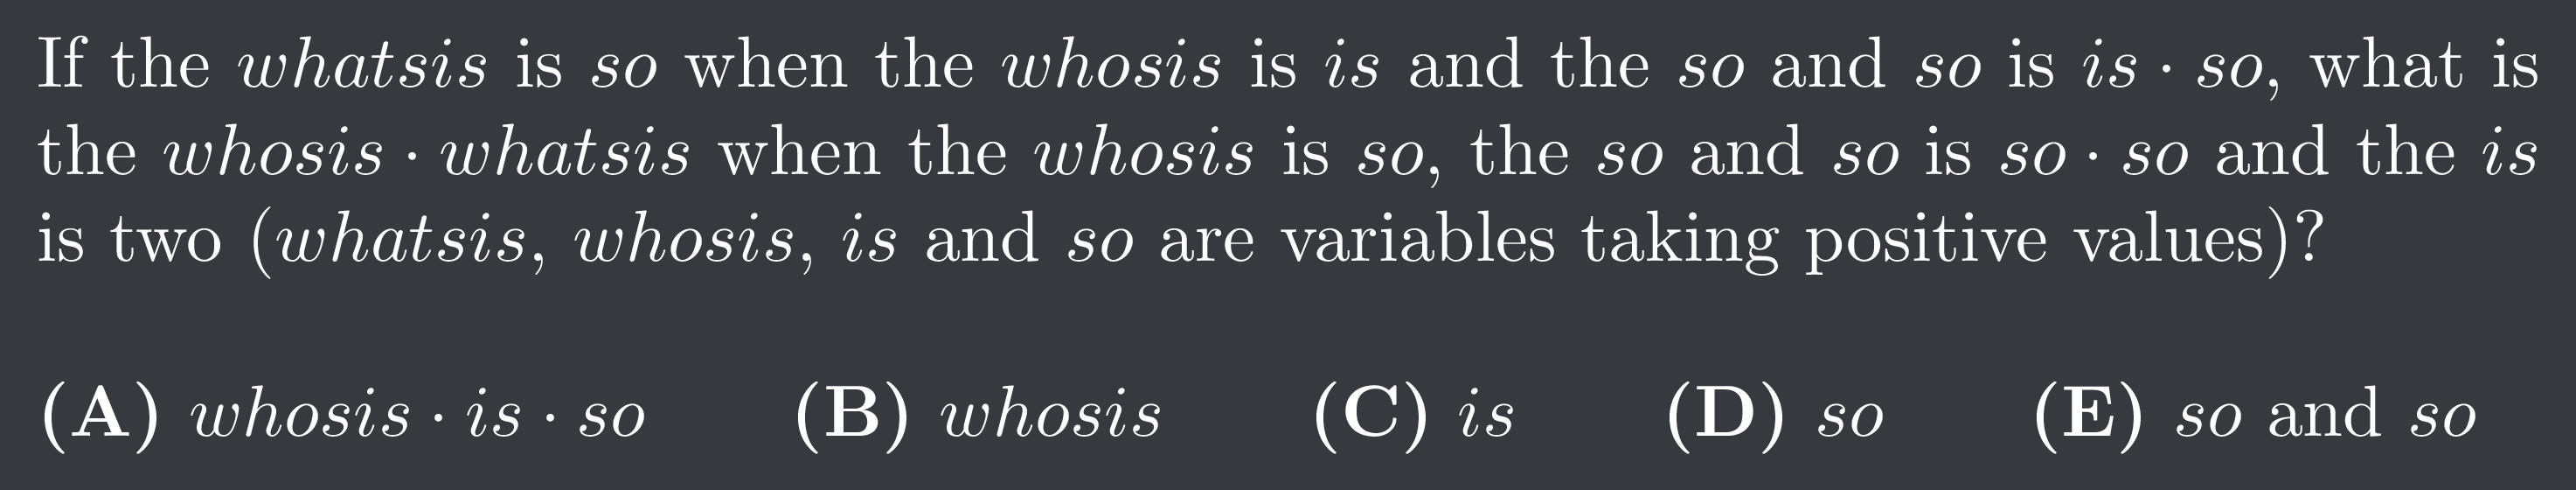 If the whatsis is so when the whosis is is and the so and so is is · so, what is
the whosis · whatsis when the whosis is so, the so and so is so · so and the is
is two (whatsis, whosis, is and so are variables taking positive values)?
(A) whosis · is · so (B) whosis (C) is (D) so (E) so and so